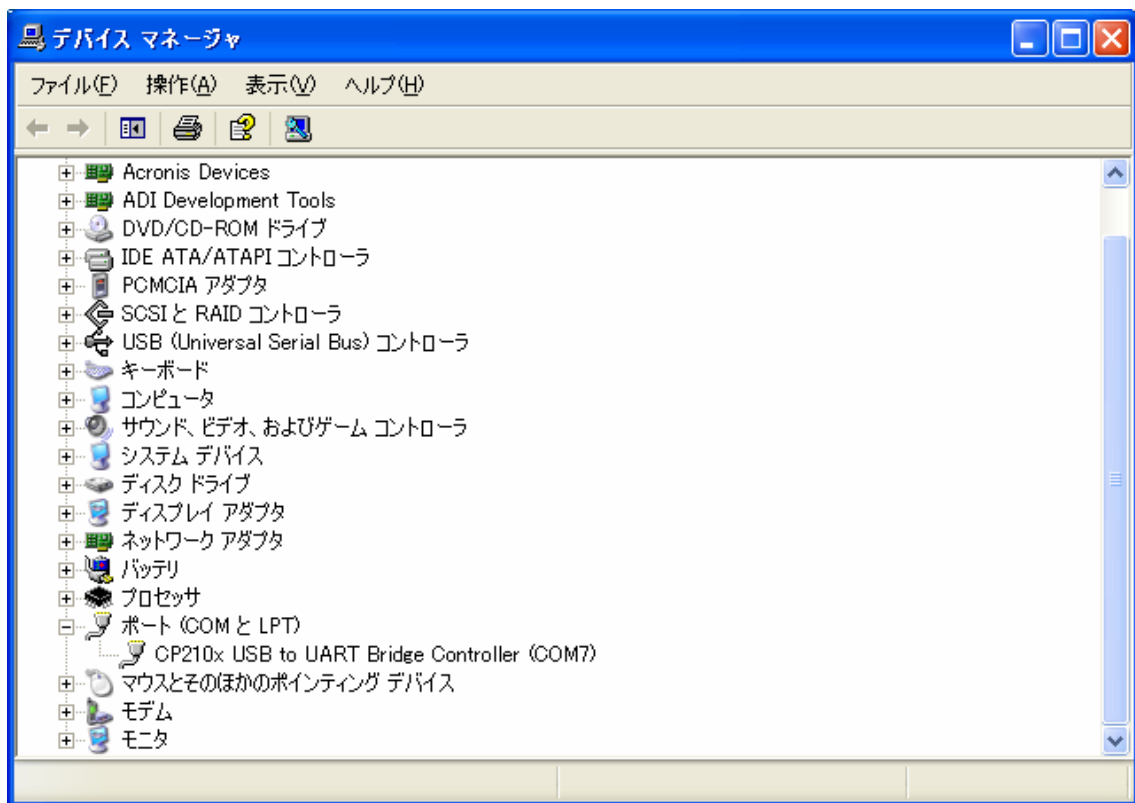 デバイス マネージャ
ファイル(F) 操作(A) 表示(V) ヘルプ(H)
Acronis Devices
ADI Development Tools
DVD/CD-ROM ドライブ
IDE ATA/ATAPI コントローラ
PCMCIA アダプタ
SCSI と RAID コントローラ
USB (Universal Serial Bus) コントローラ
キーボード
コンピュータ
サウンド、ビデオ、およびゲーム コントローラ
システム デバイス
ディスク ドライブ
ディスプレイ アダプタ
ネットワーク アダプタ
バッテリ
プロセッサ
ポート (COM と LPT)
CP210x USB to UART Bridge Controller (COM7)
マウスとそのほかのポインティング デバイス
モデム
モニタ